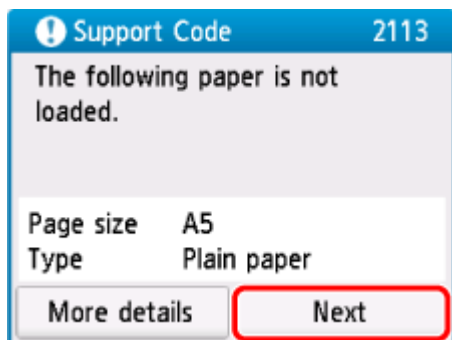 Support Code 2113
The following paper is not
loaded.
Page size A5
Type Plain paper
More details Next